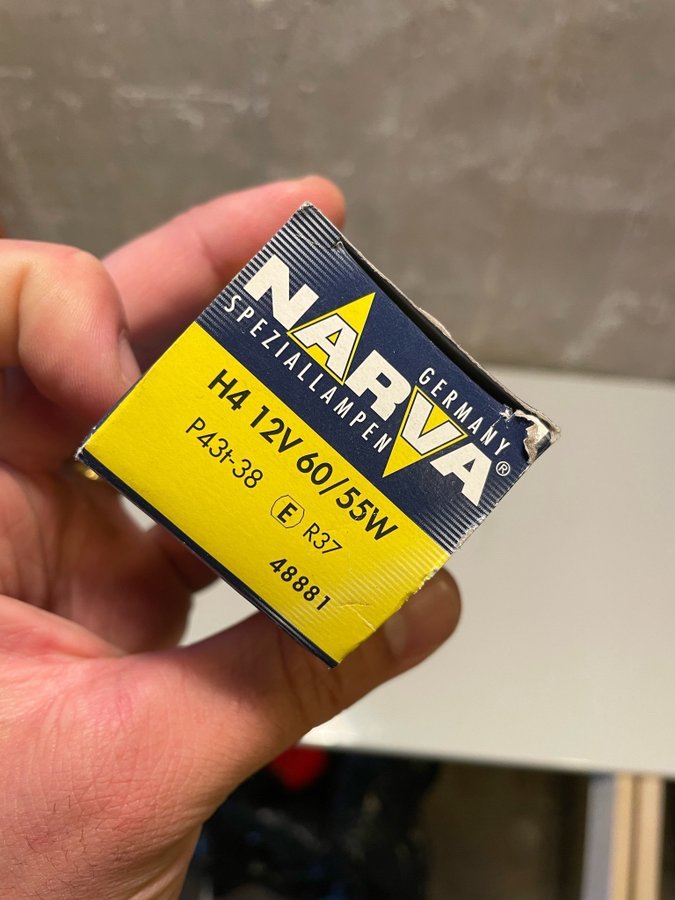 NARVA®
GERMANY
SPEZIALLAMPEN
H4 12V 60/55W
P43t-38
E R37
48881